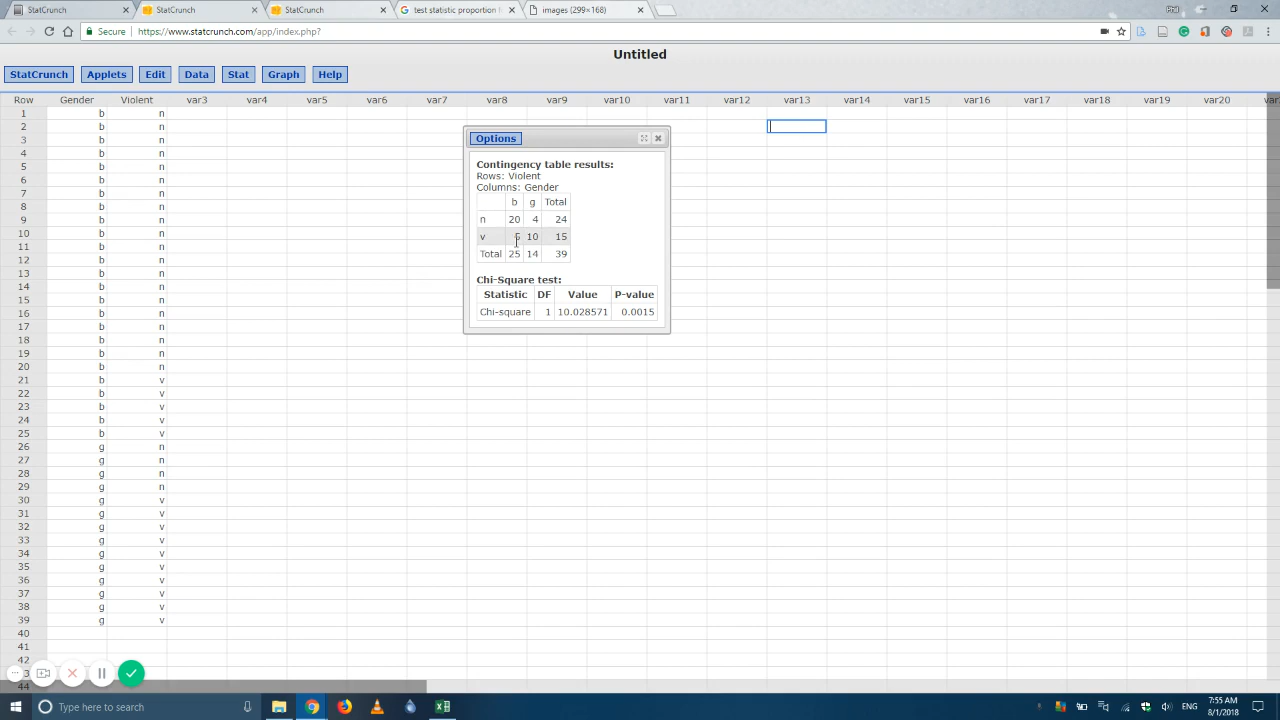 StatCrunch StatCrunch StatCrunch test statistic proportion images (299×168)
Secure https://www.statcrunch.com/app/index.php?
Untitled
StatCrunch Applets Edit Data Stat Graph Help
Row Gender Violent var3 var4 var5 var6 var7 var8 var9 var10 var11 var12 var13 var14 var15 var16 var17 var18 var19 var20
1 b n
2 b n
3 b n
4 b n
5 b n
6 b n
7 b n
8 b n
9 b n
10 b n
11 b n
12 b n
13 b n
14 b n
15 b n
16 b n
17 b n
18 b n
19 b n
20 b n
21 b v
22 b v
23 b v
24 b v
25 b v
26 g n
27 g n
28 g n
29 g n
30 g v
31 g v
32 g v
33 g v
34 g v
35 g v
36 g v
37 g v
38 g v
39 g v
40
41
42
44
Options
Contingency table results:
Rows: Violent
Columns: Gender
b g Total
n 20 4 24
v 5 10 15
Total 25 14 39
Chi-Square test:
Statistic DF Value P-value
Chi-square 1 10.028571 0.0015
Type here to search
ENG
7:55 AM
8/1/2018